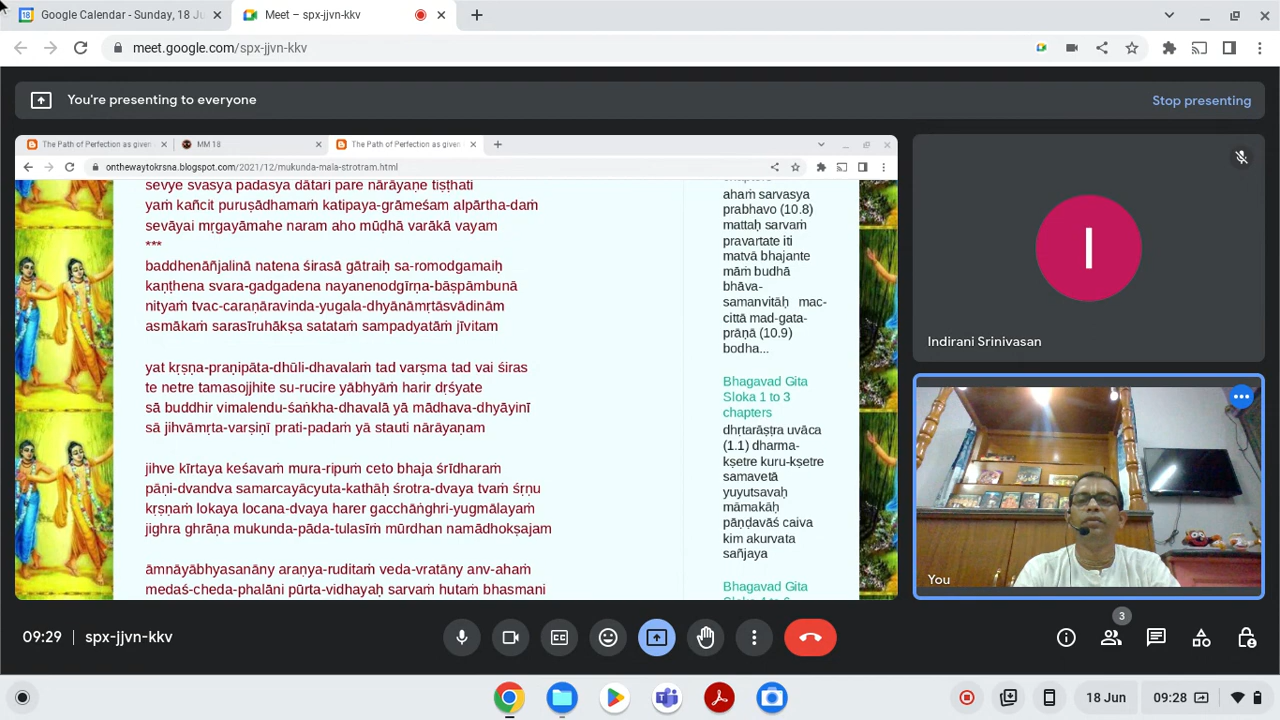 Google Calendar - Sunday, 18 Ju
Meet – spx-jjvn-kkv
meet.google.com/spx-jjvn-kkv
You're presenting to everyone
Stop presenting
The Path of Perfection as given
MM 18
The Path of Perfection as given
onthewaytokrsna.blogspot.com/2021/12/mukunda-mala-strotram.html
sevye svasya padasya dātari pare nārāyaṇe tiṣṭhati
yaṁ kañcit puruṣādhamaṁ katipaya-grāmeśam alpārtha-daṁ
sevāyai mṛgayāmahe naram aho mūḍhā varākā vayam
***
baddhenāñjalinā natena śirasā gātraiḥ sa-romodgamaiḥ
kaṇṭhena svara-gadgadena nayanenodgīrṇa-bāṣpāmbunā
nityaṁ tvac-caraṇāravinda-yugala-dhyānāmṛtāsvādinām
asmākaṁ sarasīruhākṣa satataṁ sampadyatāṁ jīvitam
yat kṛṣṇa-praṇipāta-dhūli-dhavalaṁ tad varṣma tad vai śiras
te netre tamasojjhite su-rucire yābhyāṁ harir dṛśyate
sā buddhir vimalendu-śaṅkha-dhavalā yā mādhava-dhyāyinī
sā jihvāmṛta-varṣiṇī prati-padaṁ yā stauti nārāyaṇam
jihve kīrtaya keśavaṁ mura-ripuṁ ceto bhaja śrīdharaṁ
pāṇi-dvandva samarcayācyuta-kathāḥ śrotra-dvaya tvaṁ śṛṇu
kṛṣṇaṁ lokaya locana-dvaya harer gacchāṅghri-yugmālayaṁ
jighra ghrāṇa mukunda-pāda-tulasīṁ mūrdhan namādhokṣajam
āmnāyābhyasanāny araṇya-ruditaṁ veda-vratāny anv-ahaṁ
medaś-cheda-phalāni pūrta-vidhayaḥ sarvaṁ hutaṁ bhasmani
chapters
ahaṁ sarvasya
prabhavo (10.8)
mattaḥ sarvaṁ
pravartate iti
matvā bhajante
māṁ budhā
bhāva-
samanvitāḥ mac-
cittā mad-gata-
prāṇā (10.9)
bodha...
Bhagavad Gita
Sloka 1 to 3
chapters
dhṛtarāṣṭra uvāca
(1.1) dharma-
kṣetre kuru-kṣetre
samavetā
yuyutsavaḥ
māmakāḥ
pāṇḍavāś caiva
kim akurvata
sañjaya
Bhagavad Gita
Sloka 4 to 6
I
Indirani Srinivasan
You
09:29 | spx-jjvn-kkv
3
18 Jun
09:28